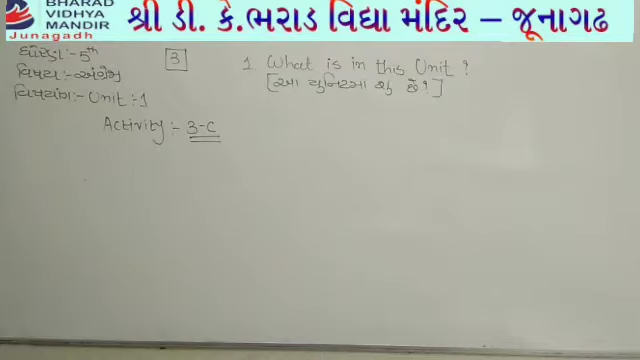 BHARAD
VIDHYA
MANDIR
Junagadh
શ્રી ડી. કે.ભરાડ વિદ્યા મંદિર – જૂનાગઢ
ધોરણ :- 5th
વિષય :- અંગ્રેજી
વિષયાંગ :- Unit :- 1
Activity :- 3-C
3
1. What is in this Unit ?
[આ યુનિટમાં શું છે ?]